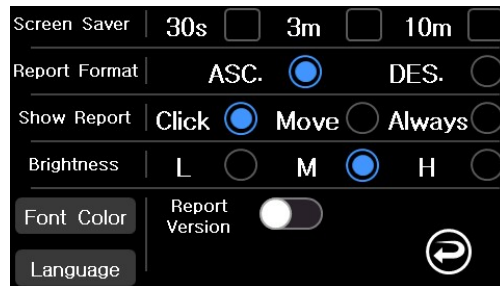 Screen Saver 30s 3m 10m
Report Format ASC. DES.
Show Report Click Move Always
Brightness L M H
Font Color Report
Version
Language